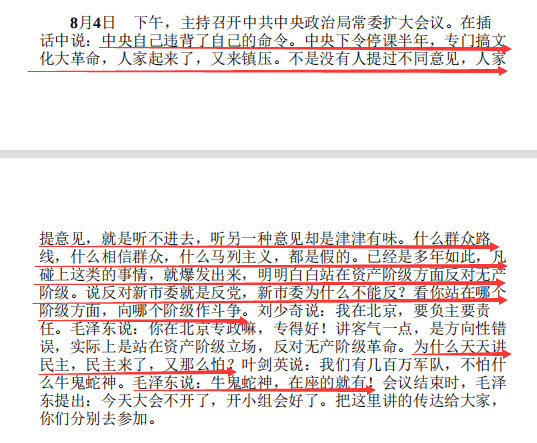 8月4日　下午，主持召开中共中央政治局常委扩大会议。在插
话中说：中央自己违背了自己的命令。中央下令停课半年，专门搞文
化大革命，人家起来了，又来镇压。不是没有人提过不同意见，人家
提意见，就是听不进去，听另一种意见却是津津有味。什么群众路
线，什么相信群众，什么马列主义，都是假的。已经是多年如此，凡
碰上这类的事情，就爆发出来，明明白白站在资产阶级方面反对无产
阶级。说反对新市委就是反党，新市委为什么不能反？看你站在哪个
阶级方面，向哪个阶级作斗争。刘少奇说：我在北京，要负主要责
任。毛泽东说：你在北京专政嘛，专得好！讲客气一点，是方向性错
误，实际上是站在资产阶级立场，反对无产阶级革命。为什么天天讲
民主，民主来了，又那么怕？叶剑英说：我们有几百万军队，不怕什
么牛鬼蛇神。毛泽东说：牛鬼蛇神，在座的就有！会议结束时，毛泽
东提出：今天大会不开了，开小组会好了。把这里讲的传达给大家，
你们分别去参加。